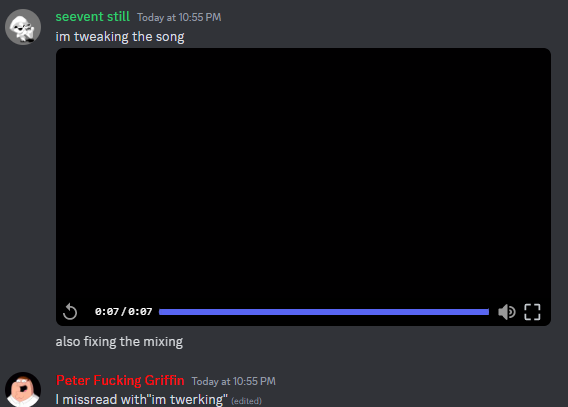 seevent still Today at 10:55 PM
im tweaking the song
0:07/0:07
also fixing the mixing
Peter Fucking Griffin Today at 10:55 PM
I missread with"im twerking" (edited)